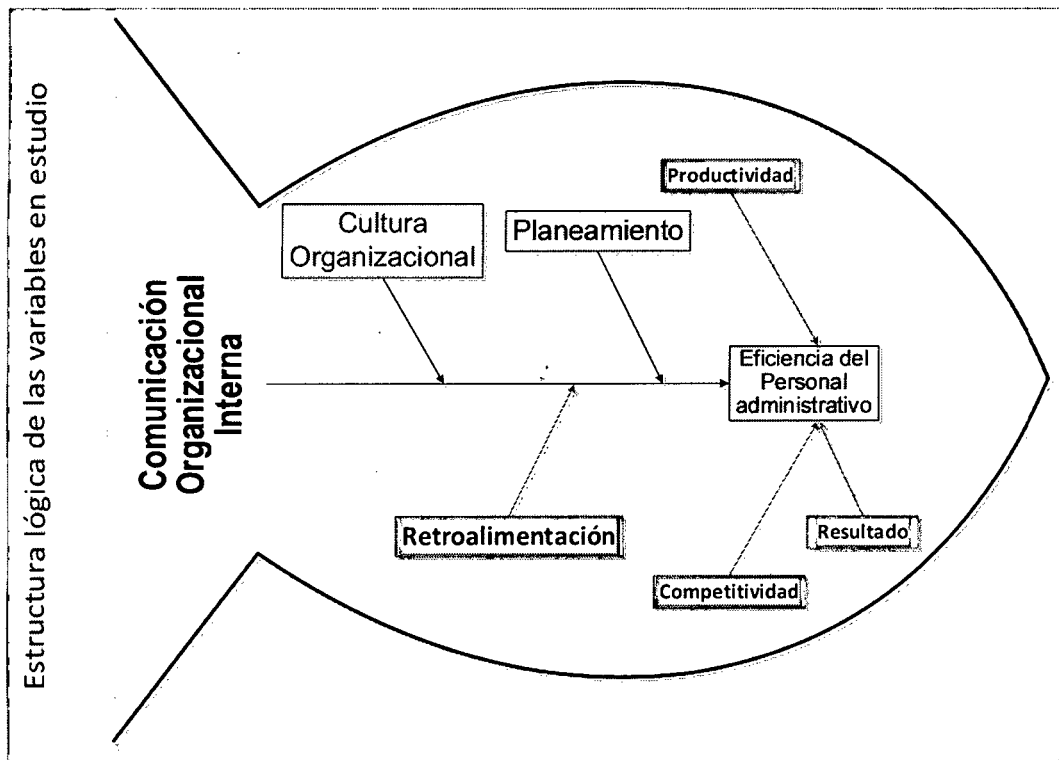 Estructura lógica de las variables en estudio
Comunicación
Organizacional
Interna
Cultura
Organizacional
Planeamiento
Productividad
Eficiencia del
Personal
administrativo
Retroalimentación
Resultado
Competitividad